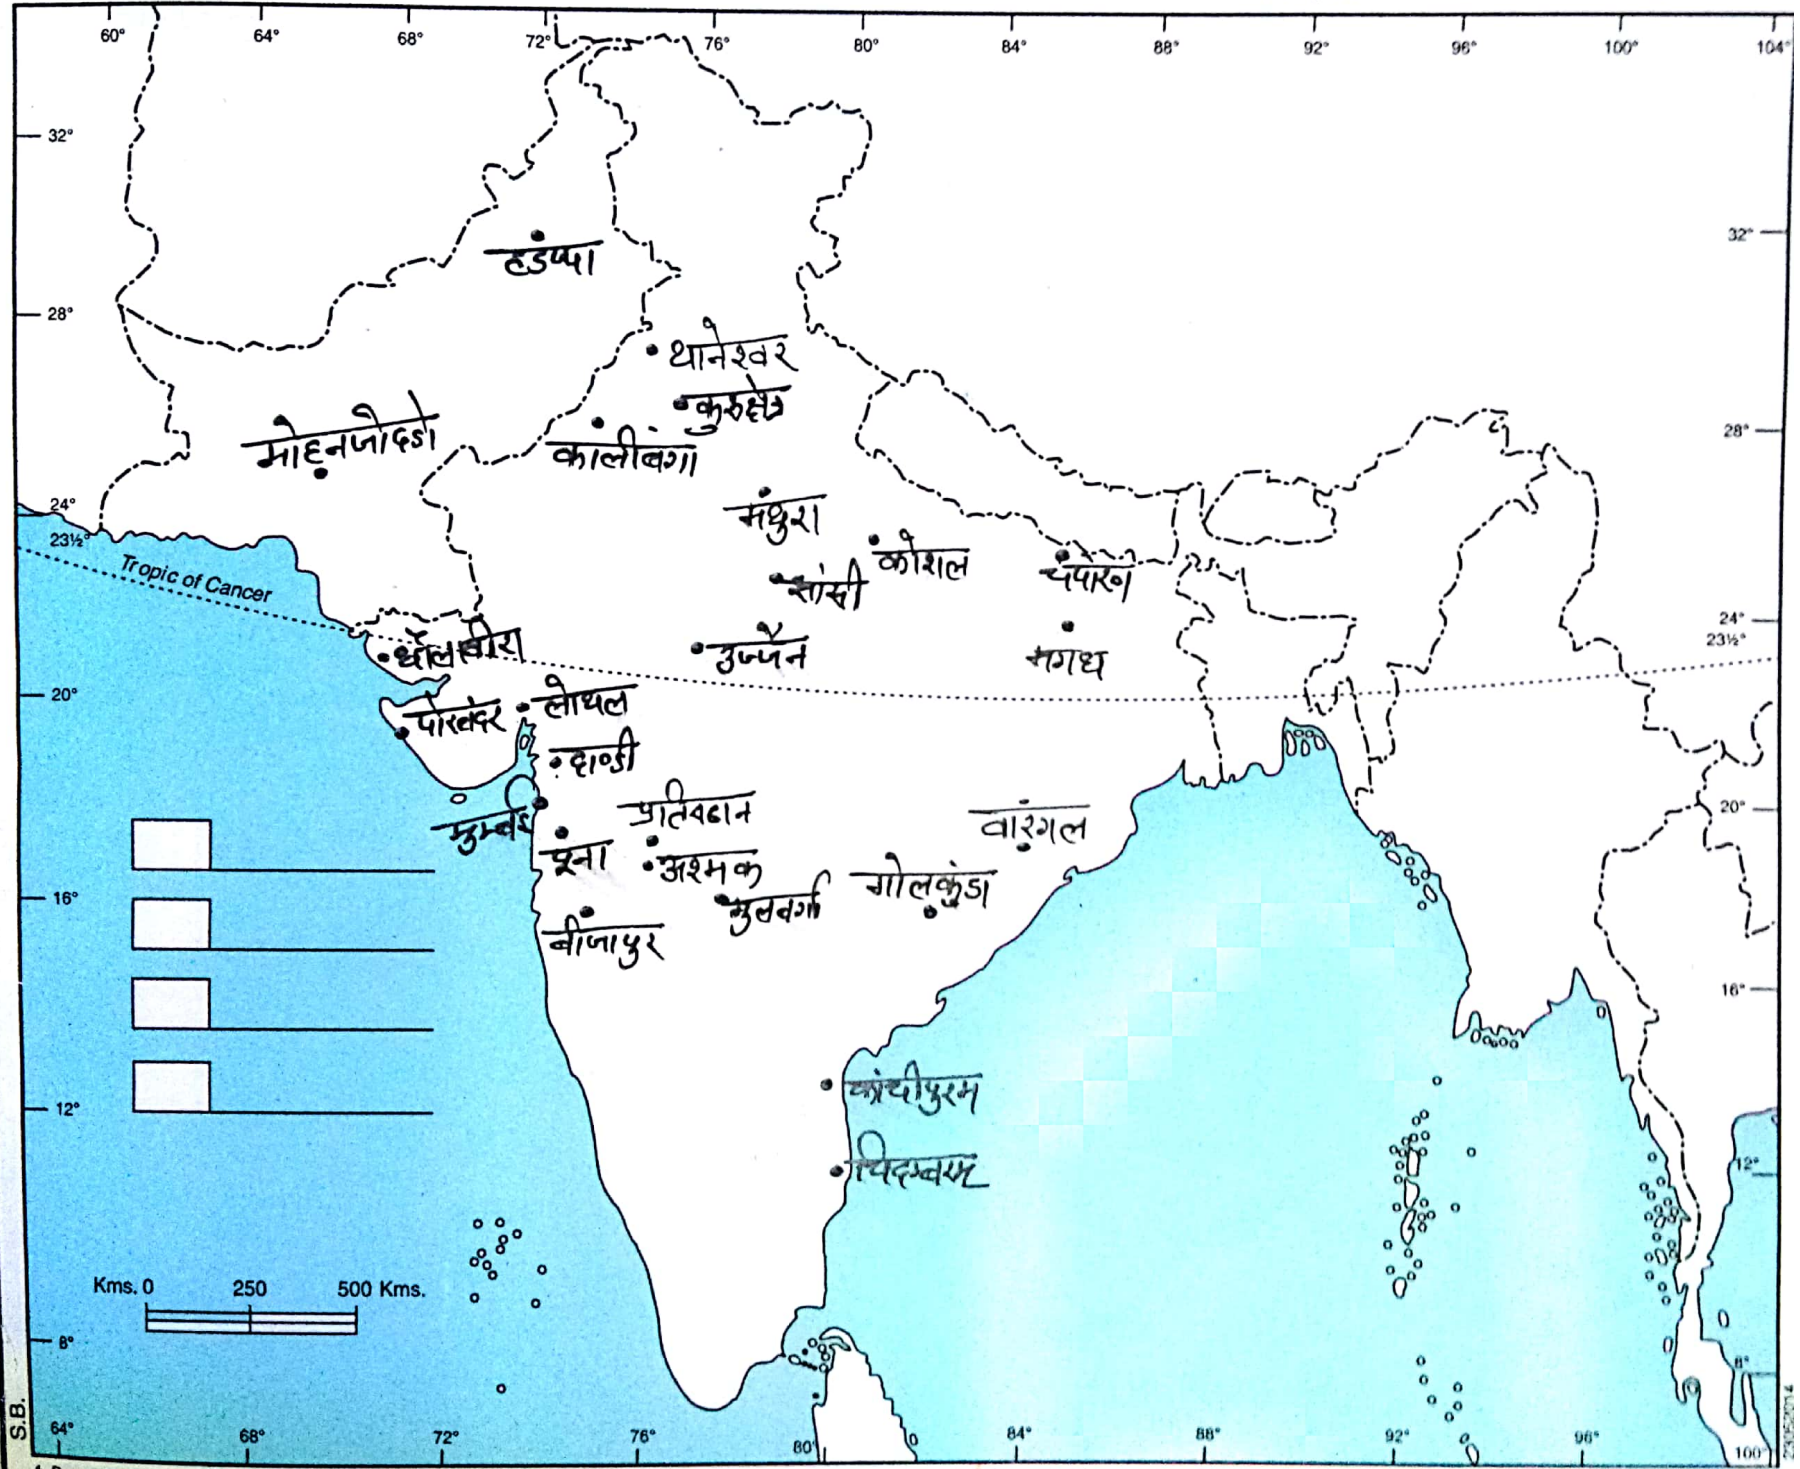 60° 64° 68° 72° 76° 80° 84° 88° 92° 96° 100° 104°
32°
32°
हडप्पा
28°
थानेश्वर
कुरुक्षेत्र
मोहनजोदडो
कालीबंगा
28°
24°
23½°
मथुरा
कोशल
चंपारण
Tropic of Cancer
सांची
24°
23½°
धौलावीरा
उज्जैन
मगध
20°
पोरबंदर
लोथल
दाण्डी
प्रतिष्ठान
वारंगल
20°
मुम्बई
पूना
अश्मक
गोलकुंडा
16°
गुलबर्गा
बीजापुर
16°
कांचीपुरम
12°
चिदम्बरम
12°
Kms. 0 250 500 Kms.
8°
8°
S.B.
64° 68° 72° 76° 80° 84° 88° 92° 96° 100°